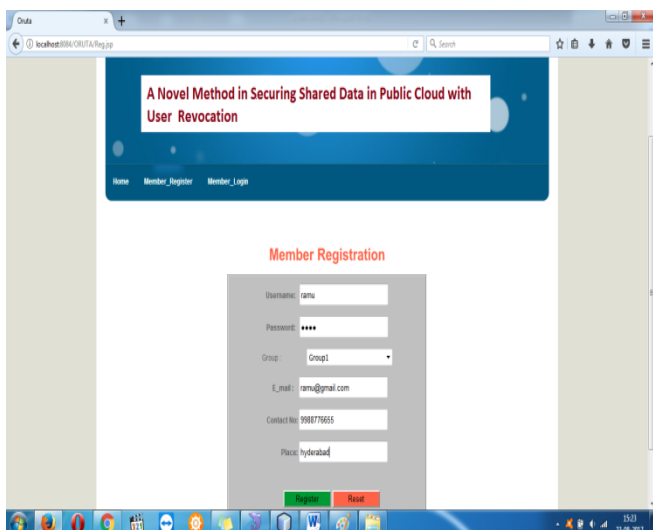 Oruta
localhost:8084/ORUTA/Reg.jsp
Search
A Novel Method in Securing Shared Data in Public Cloud with
User Revocation
Home Member_Register Member_Login
Member Registration
Username: ramu
Password: ••••
Group : Group1
E_mail : ramu@gmail.com
Contact No: 9988776655
Place: hyderabad
Register Reset
15:23